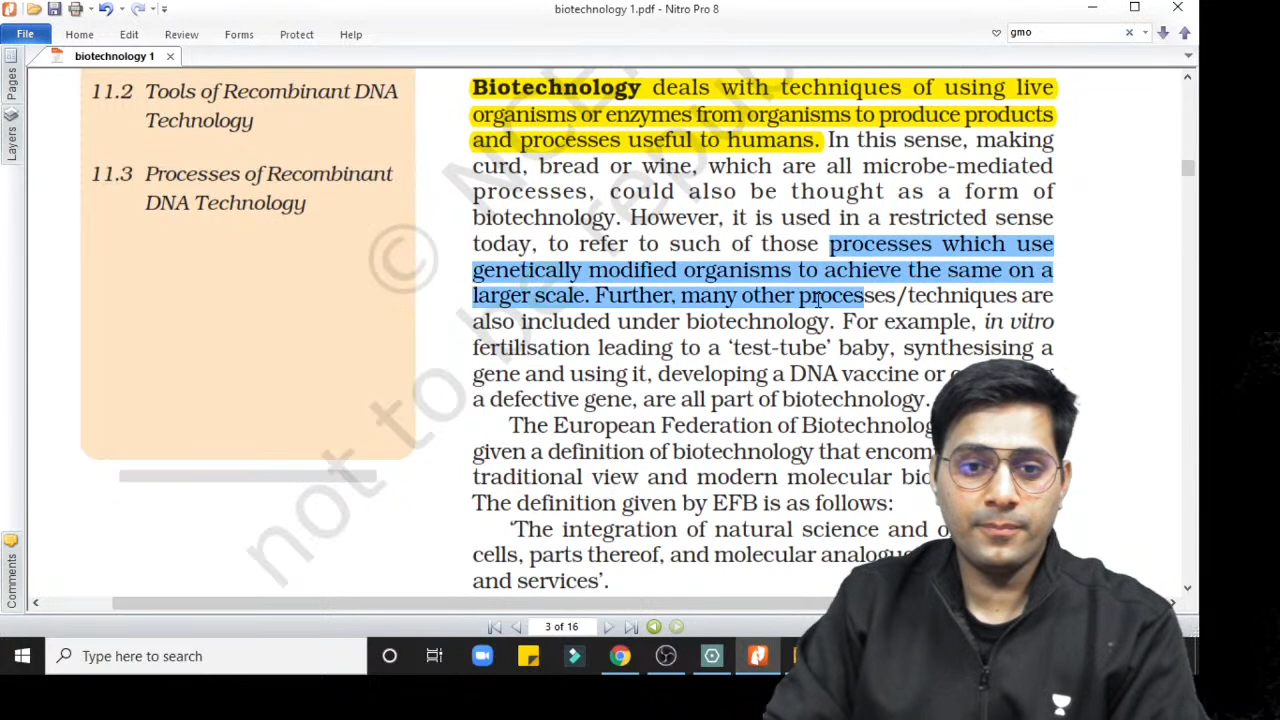 biotechnology 1.pdf - Nitro Pro 8
File Home Edit Review Forms Protect Help
gmo
biotechnology 1
Pages
Layers
Comments
11.2 Tools of Recombinant DNA
Technology
11.3 Processes of Recombinant
DNA Technology
Biotechnology deals with techniques of using live
organisms or enzymes from organisms to produce products
and processes useful to humans. In this sense, making
curd, bread or wine, which are all microbe-mediated
processes, could also be thought as a form of
biotechnology. However, it is used in a restricted sense
today, to refer to such of those processes which use
genetically modified organisms to achieve the same on a
larger scale. Further, many other processes/techniques are
also included under biotechnology. For example, in vitro
fertilisation leading to a ‘test-tube’ baby, synthesising a
gene and using it, developing a DNA vaccine or
a defective gene, are all part of biotechnology.
The European Federation of
given a definition of biotechnology that
traditional view and modern molecular
The definition given by EFB is as follows:
‘The integration of natural science and
cells, parts thereof, and molecular
and services’.
©
not to be
3 of 16
Type here to search